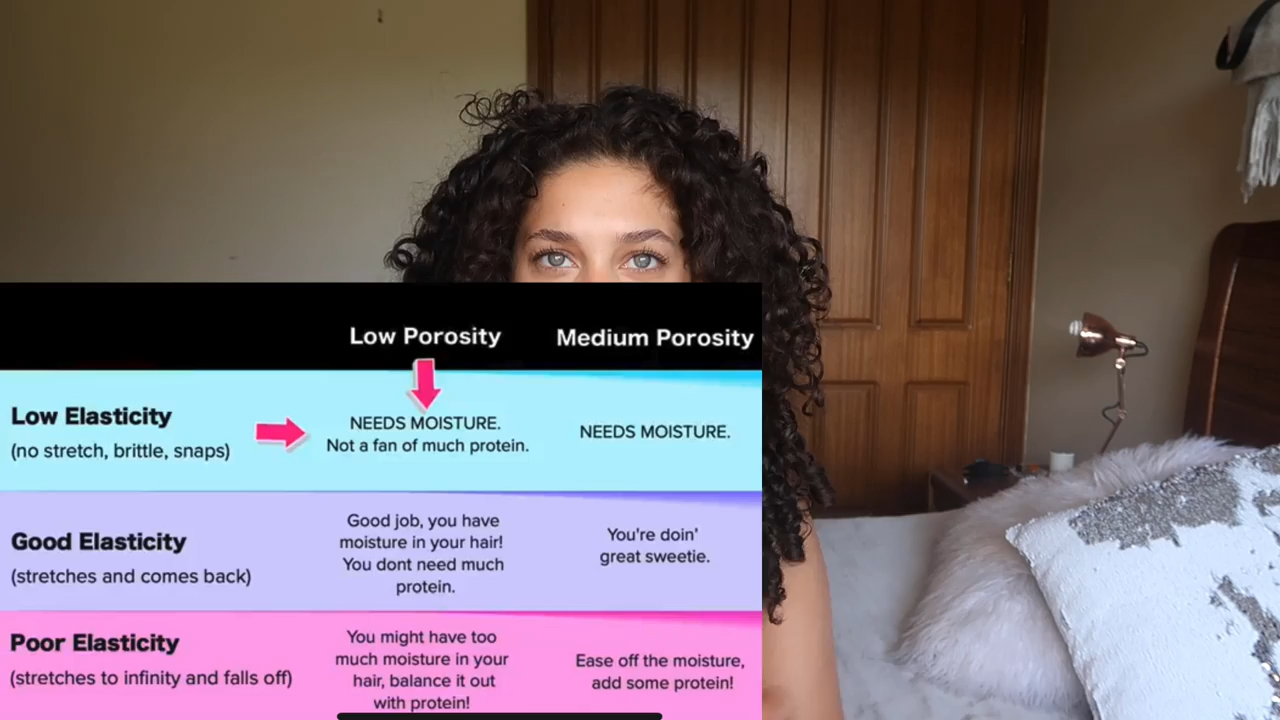 Low Porosity
Medium Porosity
Low Elasticity
(no stretch, brittle, snaps)
NEEDS MOISTURE.
Not a fan of much protein.
NEEDS MOISTURE.
Good Elasticity
(stretches and comes back)
Good job, you have
moisture in your hair!
You dont need much
protein.
You're doin'
great sweetie.
Poor Elasticity
(stretches to infinity and falls off)
You might have too
much moisture in your
hair, balance it out
with protein!
Ease off the moisture,
add some protein!